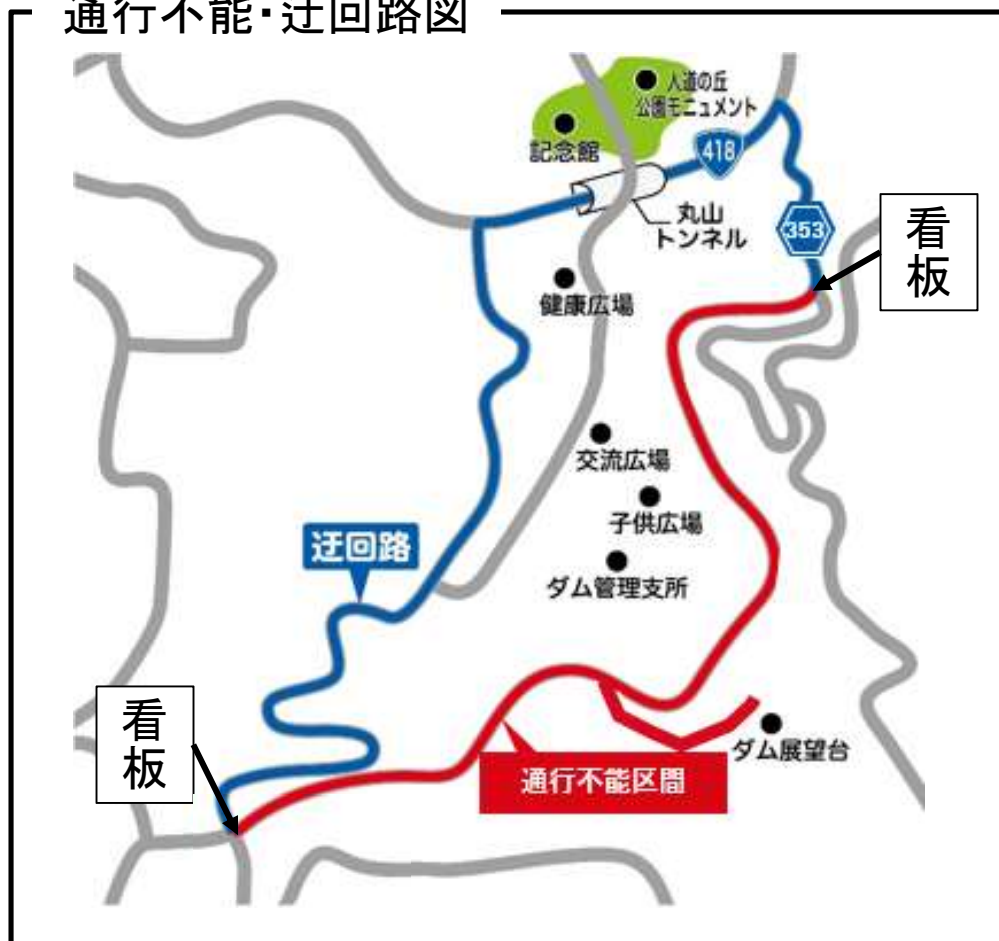 通行不能・迂回路図
人道の丘
公園モニュメント
記念館
418
丸山
トンネル
353
看板
健康広場
交流広場
子供広場
迂回路
ダム管理支所
看板
ダム展望台
通行不能区間